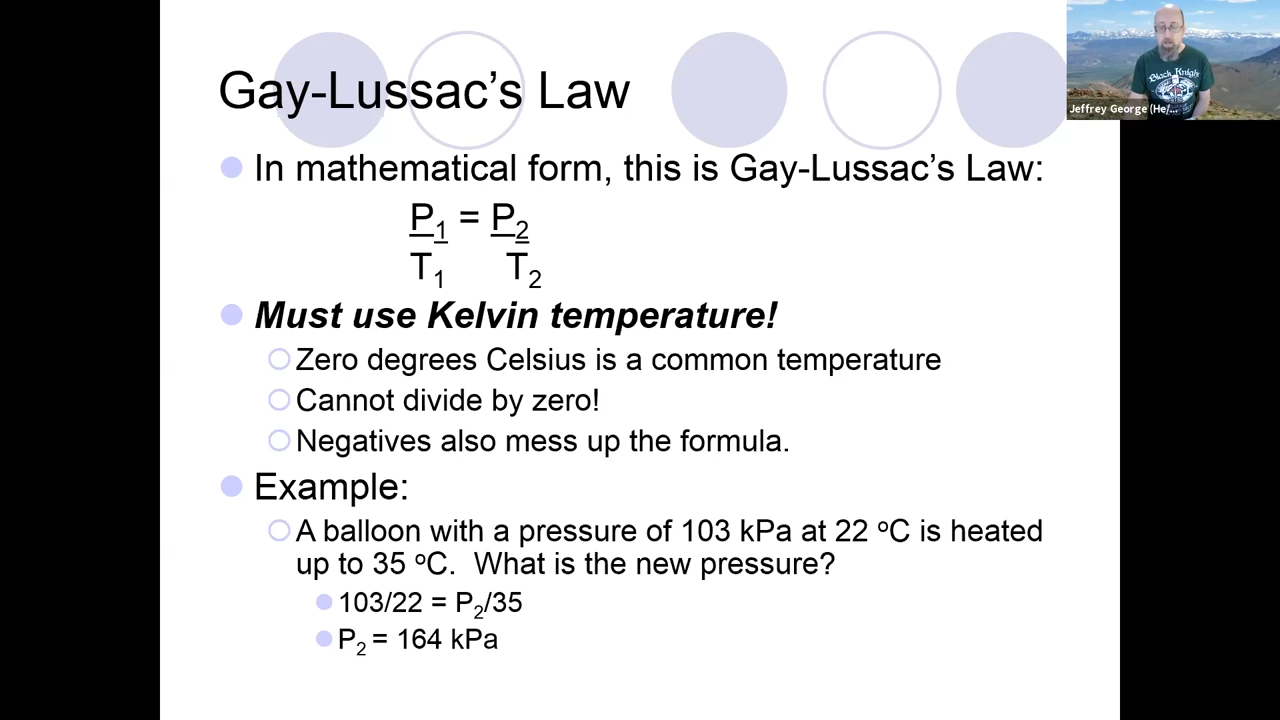 Gay-Lussac's Law
In mathematical form, this is Gay-Lussac's Law:
P₁ = P₂
T₁ T₂
Must use Kelvin temperature!
Zero degrees Celsius is a common temperature
Cannot divide by zero!
Negatives also mess up the formula.
Example:
A balloon with a pressure of 103 kPa at 22 ºC is heated
up to 35 ºC. What is the new pressure?
103/22 = P₂/35
P₂ = 164 kPa
Black Knight
Jeffrey George (He/...